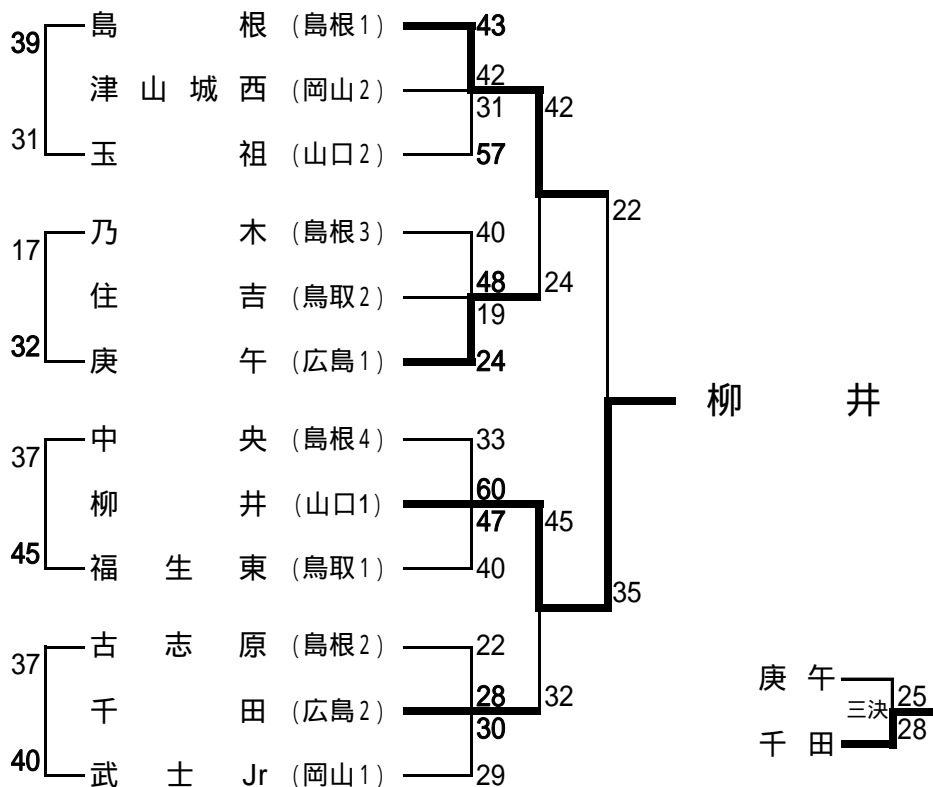 39 島根 (島根1) 43
津山城西 (岡山2) 42 42
31
31 玉祖 (山口2) 57
22
17 乃木 (島根3) 40
住吉 (鳥取2) 48 24
19
32 庚午 (広島1) 24
柳井
37 中央 (島根4) 33
柳井 (山口1) 60
47 45
45 福生東 (鳥取1) 40
35
37 古志原 (島根2) 22
千田 (広島2) 28 32
30
40 武士Jr (岡山1) 29
庚午 25
三決
千田 28